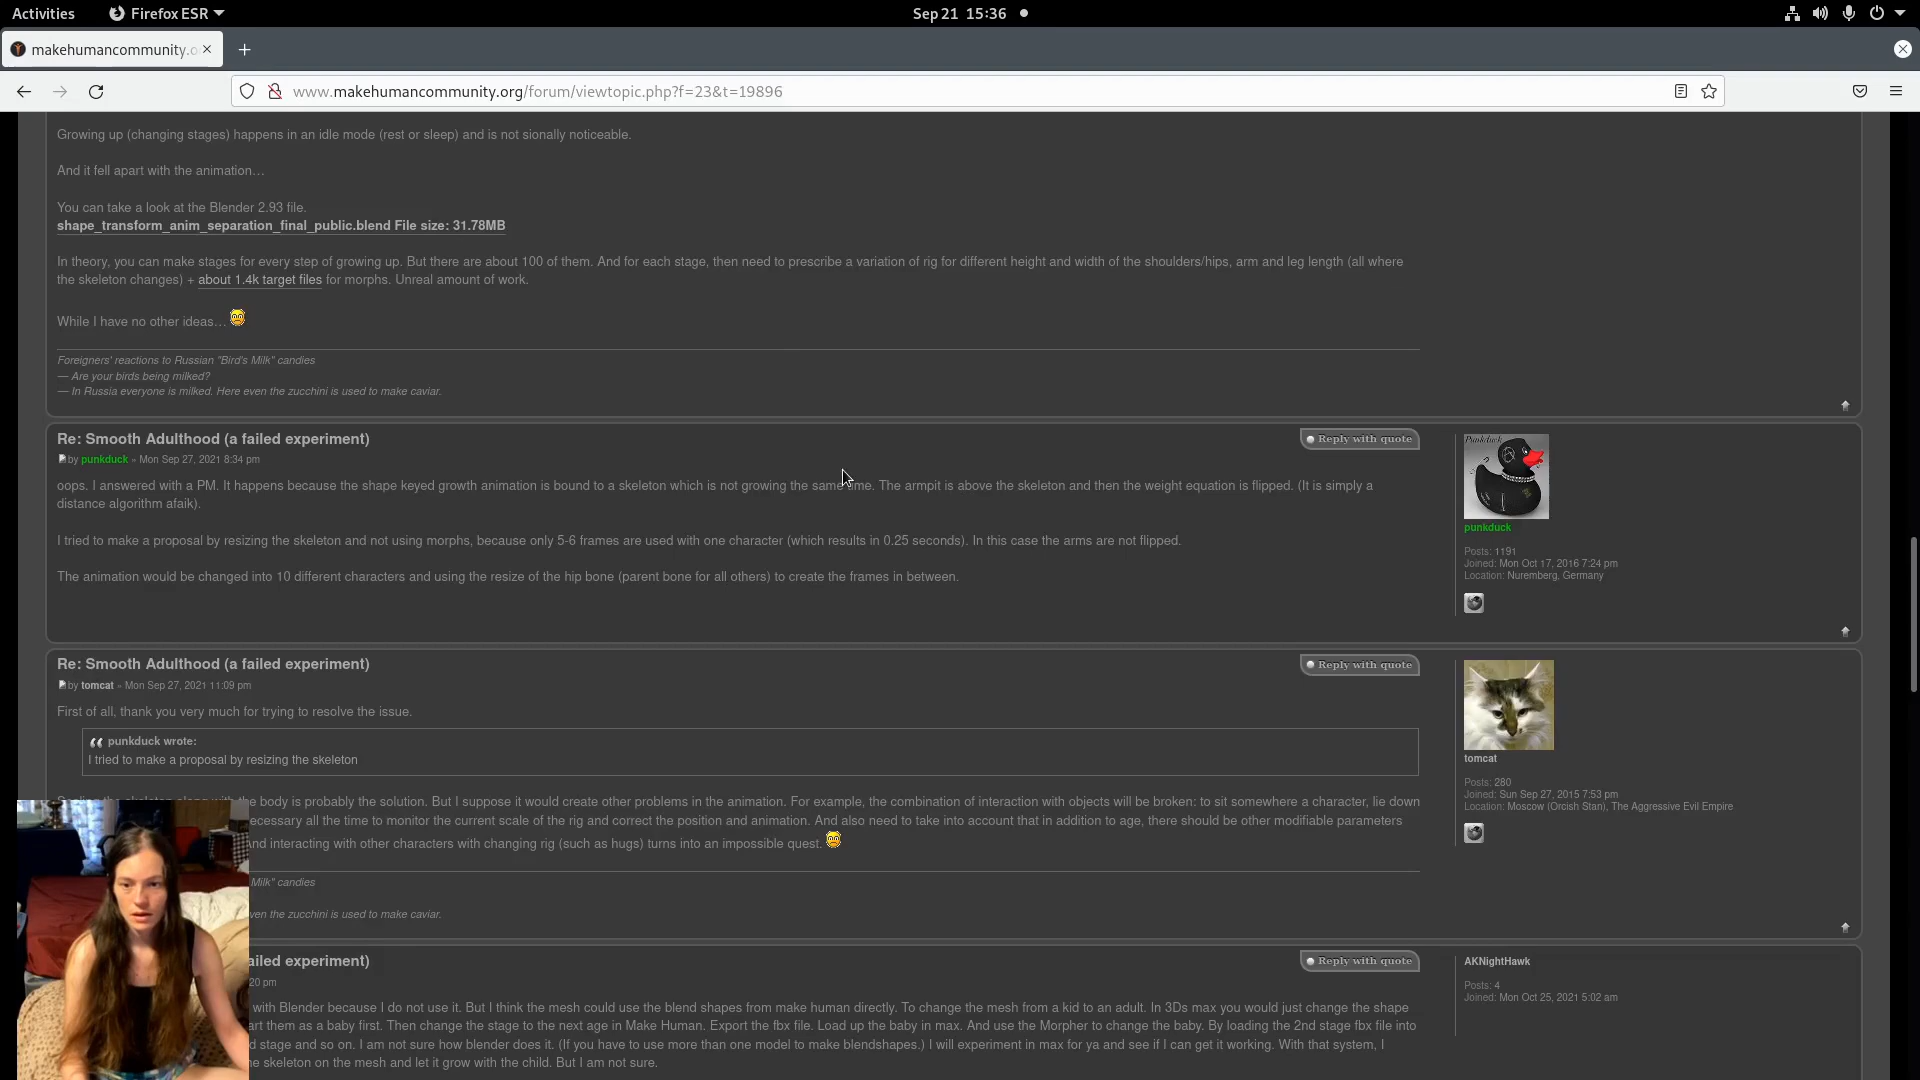 Activities
Firefox ESR
Sep 21 15:36
makehumancommunity.o
www.makehumancommunity.org/forum/viewtopic.php?f=23&t=19896
Growing up (changing stages) happens in an idle mode (rest or sleep) and is not sionally noticeable.
And it fell apart with the animation…
You can take a look at the Blender 2.93 file.
shape_transform_anim_separation_final_public.blend File size: 31.78MB
In theory, you can make stages for every step of growing up. But there are about 100 of them. And for each stage, then need to prescribe a variation of rig for different height and width of the shoulders/hips, arm and leg length (all where
the skeleton changes) + about 1.4k target files for morphs. Unreal amount of work.
While I have no other ideas…
Foreigners' reactions to Russian "Bird's Milk" candies
— Are your birds being milked?
— In Russia everyone is milked. Here even the zucchini is used to make caviar.
Re: Smooth Adulthood (a failed experiment)
Reply with quote
by punkduck » Mon Sep 27, 2021 8:34 pm
oops. I answered with a PM. It happens because the shape keyed growth animation is bound to a skeleton which is not growing the same time. The armpit is above the skeleton and then the weight equation is flipped. (It is simply a
distance algorithm afaik).
I tried to make a proposal by resizing the skeleton and not using morphs, because only 5-6 frames are used with one character (which results in 0.25 seconds). In this case the arms are not flipped.
The animation would be changed into 10 different characters and using the resize of the hip bone (parent bone for all others) to create the frames in between.
Punkduck
punkduck
Posts: 1191
Joined: Mon Oct 17, 2016 7:24 pm
Location: Nuremberg, Germany
Re: Smooth Adulthood (a failed experiment)
Reply with quote
by tomcat » Mon Sep 27, 2021 11:09 pm
First of all, thank you very much for trying to resolve the issue.
punkduck wrote:
I tried to make a proposal by resizing the skeleton
the body is probably the solution. But I suppose it would create other problems in the animation. For example, the combination of interaction with objects will be broken: to sit somewhere a character, lie down
ecessary all the time to monitor the current scale of the rig and correct the position and animation. And also need to take into account that in addition to age, there should be other modifiable parameters
nd interacting with other characters with changing rig (such as hugs) turns into an impossible quest.
Milk" candies
ven the zucchini is used to make caviar.
tomcat
Posts: 280
Joined: Sun Sep 27, 2015 7:53 pm
Location: Moscow (Orcish Stan), The Aggressive Evil Empire
ailed experiment)
Reply with quote
20 pm
with Blender because I do not use it. But I think the mesh could use the blend shapes from make human directly. To change the mesh from a kid to an adult. In 3Ds max you would just change the shape
art them as a baby first. Then change the stage to the next age in Make Human. Export the fbx file. Load up the baby in max. And use the Morpher to change the baby. By loading the 2nd stage fbx file into
d stage and so on. I am not sure how blender does it. (If you have to use more than one model to make blendshapes.) I will experiment in max for ya and see if I can get it working. With that system, I
e skeleton on the mesh and let it grow with the child. But I am not sure.
AKNightHawk
Posts: 4
Joined: Mon Oct 25, 2021 5:02 am